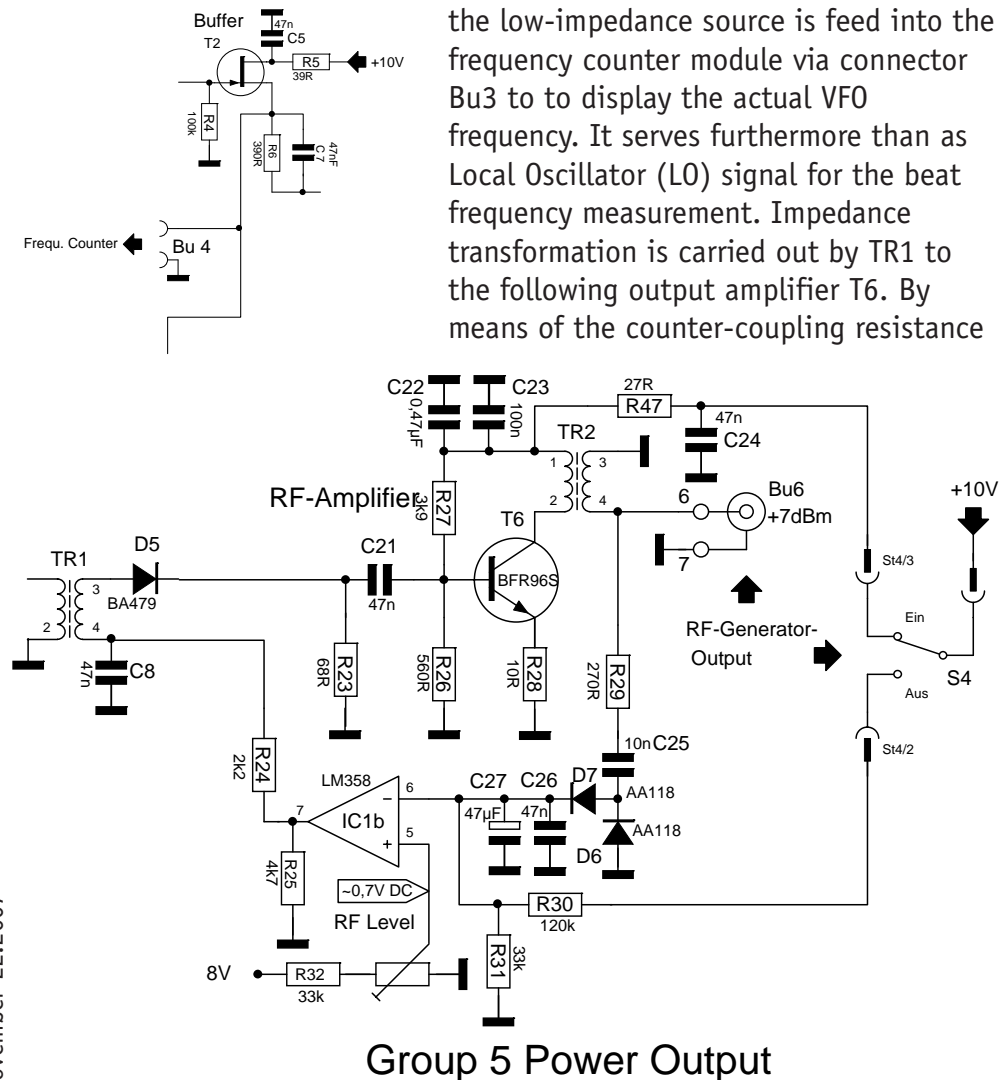 Buffer
47n
C5
T2
R5
39R
+10V
R4
100k
R6
390R
47nF
C 7
Frequ. Counter
Bu 4
the low-impedance source is feed into the
frequency counter module via connector
Bu3 to to display the actual VFO
frequency. It serves furthermore than as
Local Oscillator (LO) signal for the beat
frequency measurement. Impedance
transformation is carried out by TR1 to
the following output amplifier T6. By
means of the counter-coupling resistance
C22
0,47µF
C23
100n
27R
R47
47n
C24
TR2
1
3
2
4
RF-Amplifier
R27
3k9
T6
BFR96S
6
Bu6
+7dBm
7
+10V
TR1
D5
BA479
3
2
4
C21
47n
St4/3
RF-Generator-
Output
Ein
S4
Aus
St4/2
47n
C8
R23
68R
R26
560R
R28
10R
R29
270R
R24
2k2
LM358
7
IC1b
6
5
C27
47µF
C26
47n
D7
10n
C25
AA118
AA118
D6
R25
4k7
~0,7V DC
RF Level
R30
120k
R31
33k
8V
R32
33k
Group 5 Power Output